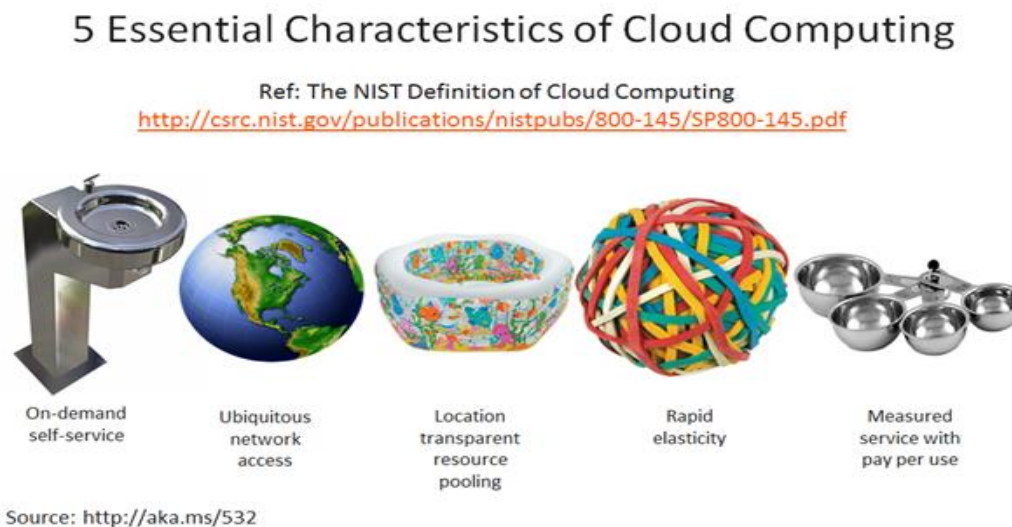 5 Essential Characteristics of Cloud Computing
Ref: The NIST Definition of Cloud Computing
http://csrc.nist.gov/publications/nistpubs/800-145/SP800-145.pdf
On-demand
self-service
Ubiquitous
network
access
Location
transparent
resource
pooling
Rapid
elasticity
Measured
service with
pay per use
Source: http://aka.ms/532